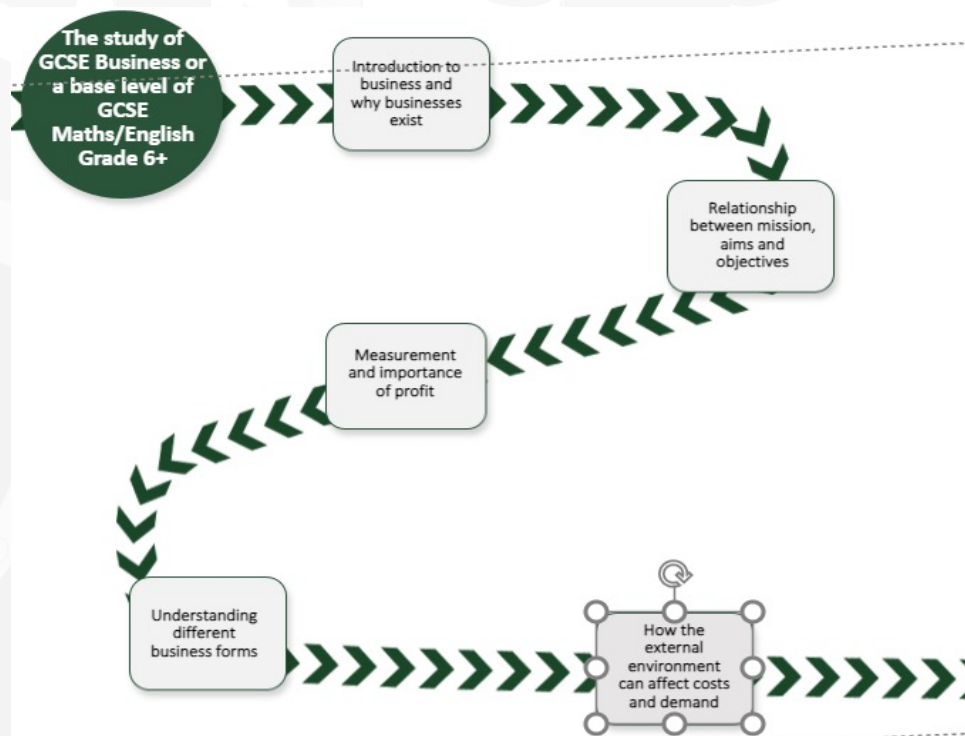 The study of
GCSE Business or
a base level of
GCSE
Maths/English
Grade 6+
Introduction to
business and
why businesses
exist
Relationship
between mission,
aims and
objectives
Measurement
and importance
of profit
Understanding
different
business forms
How the
external
environment
can affect costs
and demand